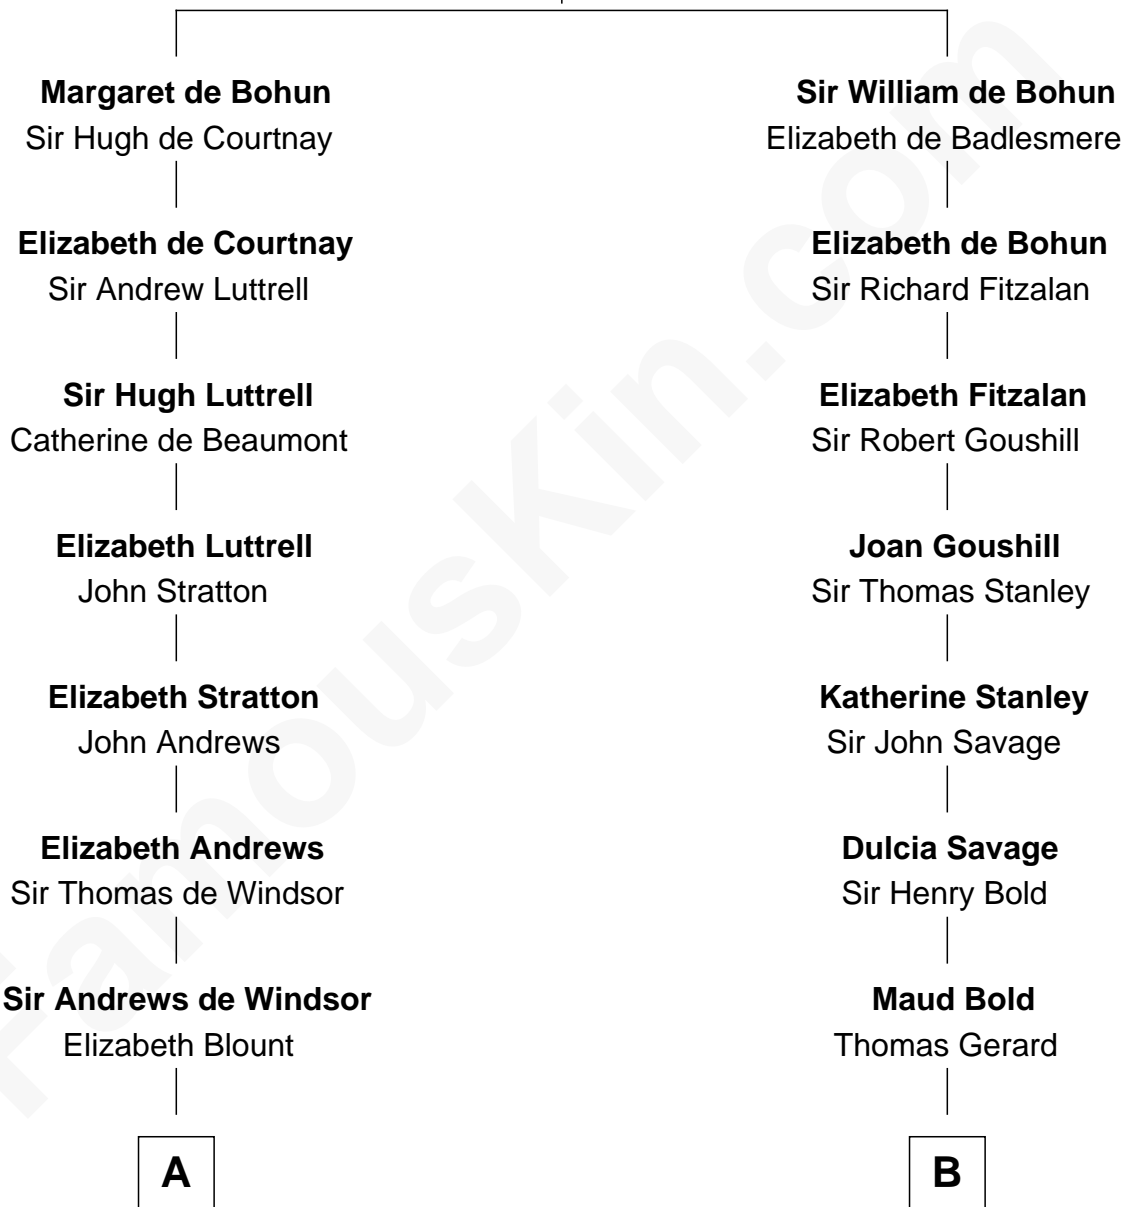 Margaret de Bohun
Sir Hugh de Courtnay
Elizabeth de Courtnay
Sir Andrew Luttrell
Sir Hugh Luttrell
Catherine de Beaumont
Elizabeth Luttrell
John Stratton
Elizabeth Stratton
John Andrews
Elizabeth Andrews
Sir Thomas de Windsor
Sir Andrews de Windsor
Elizabeth Blount
A
Sir William de Bohun
Elizabeth de Badlesmere
Elizabeth de Bohun
Sir Richard Fitzalan
Elizabeth Fitzalan
Sir Robert Goushill
Joan Goushill
Sir Thomas Stanley
Katherine Stanley
Sir John Savage
Dulcia Savage
Sir Henry Bold
Maud Bold
Thomas Gerard
B
FamousKin.com